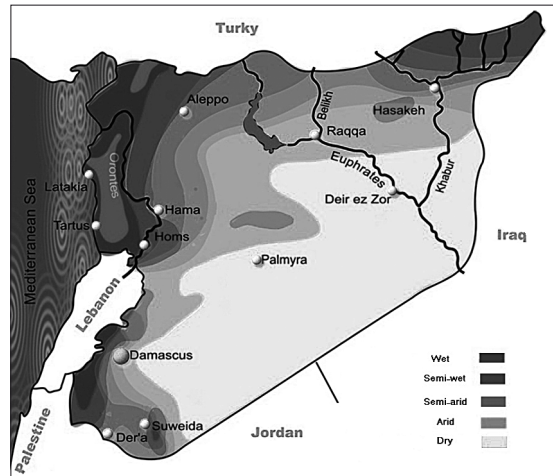 Turky
Aleppo
Belikh
Hasakeh
Raqqa
Orontes
Euphrates
Khabur
Latakia
Deir ez Zor
Hama
Tartus
Homs
Mediterranean Sea
Iraq
Palmyra
Lebanon
Damascus
Wet
Semi-wet
Semi-arid
Arid
Dry
Palestine
Suweida
Der'a
Jordan